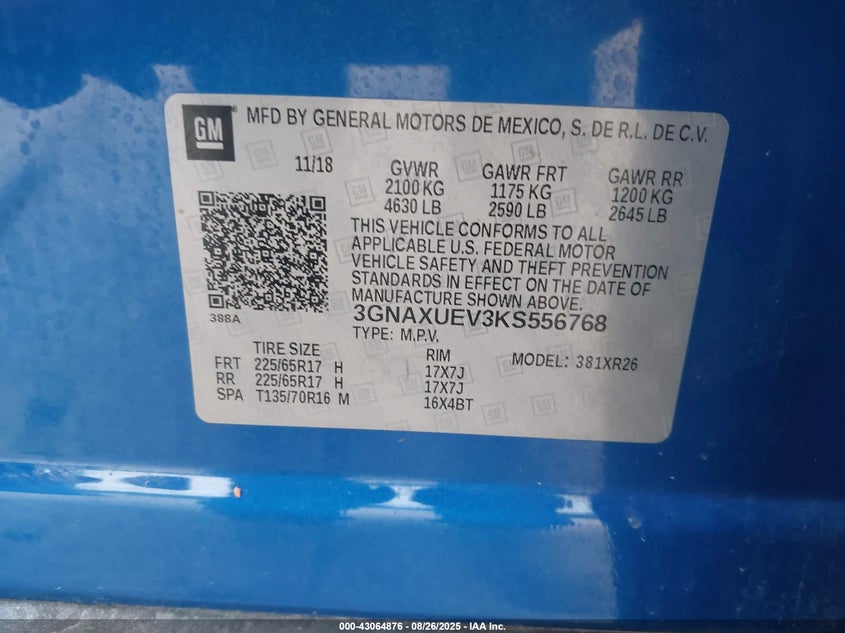 GM
MFD BY GENERAL MOTORS DE MEXICO, S. DE R.L. DE C.V.
11/18 GVWR GAWR FRT GAWR RR
2100 KG 1175 KG 1200 KG
4630 LB 2590 LB 2645 LB
THIS VEHICLE CONFORMS TO ALL
APPLICABLE U.S. FEDERAL MOTOR
VEHICLE SAFETY AND THEFT PREVENTION
STANDARDS IN EFFECT ON THE DATE OF
MANUFACTURE SHOWN ABOVE.
388A
3GNAXUEV3KS556768
TYPE: M.P.V.
TIRE SIZE RIM MODEL: 381XR26
FRT 225/65R17 H 17X7J
RR 225/65R17 H 17X7J
SPA T135/70R16 M 16X4BT
000-43064876 - 08/26/2025 - IAA Inc.